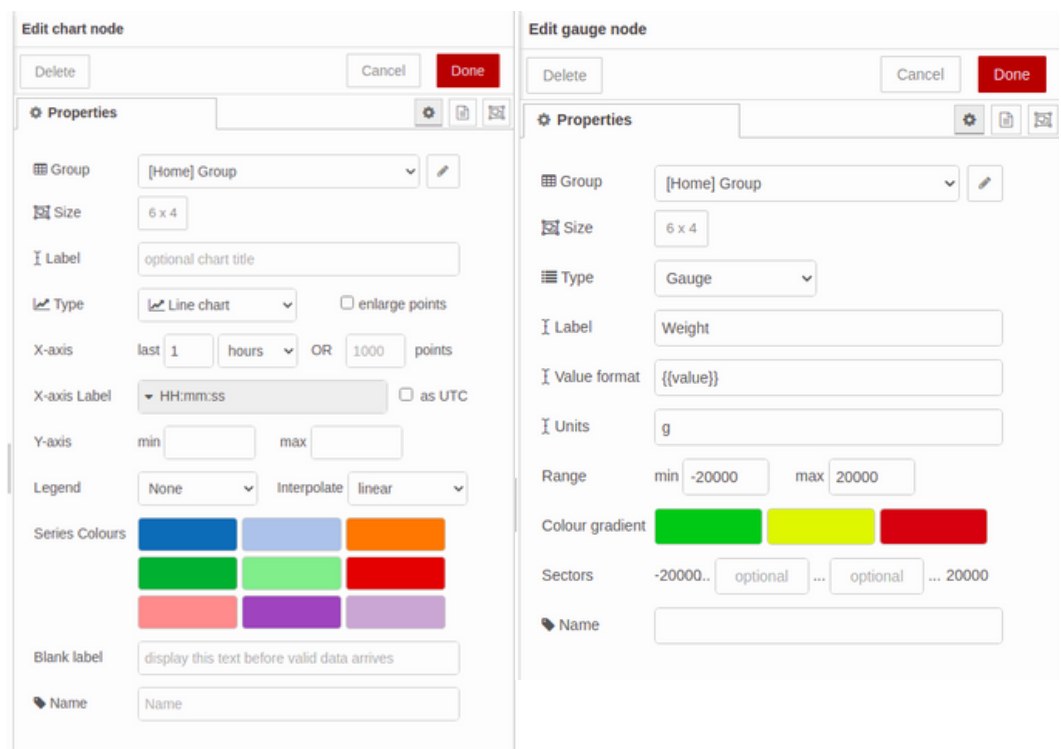 Edit chart node
Delete Cancel Done
Properties
Group [Home] Group
Size 6 x 4
Label optional chart title
Type Line chart enlarge points
X-axis last 1 hours OR 1000 points
X-axis Label HH:mm:ss as UTC
Y-axis min max
Legend None Interpolate linear
Series Colours
Blank label display this text before valid data arrives
Name Name
Edit gauge node
Delete Cancel Done
Properties
Group [Home] Group
Size 6 x 4
Type Gauge
Label Weight
Value format {{value}}
Units g
Range min -20000 max 20000
Colour gradient
Sectors -20000.. optional ... optional ... 20000
Name